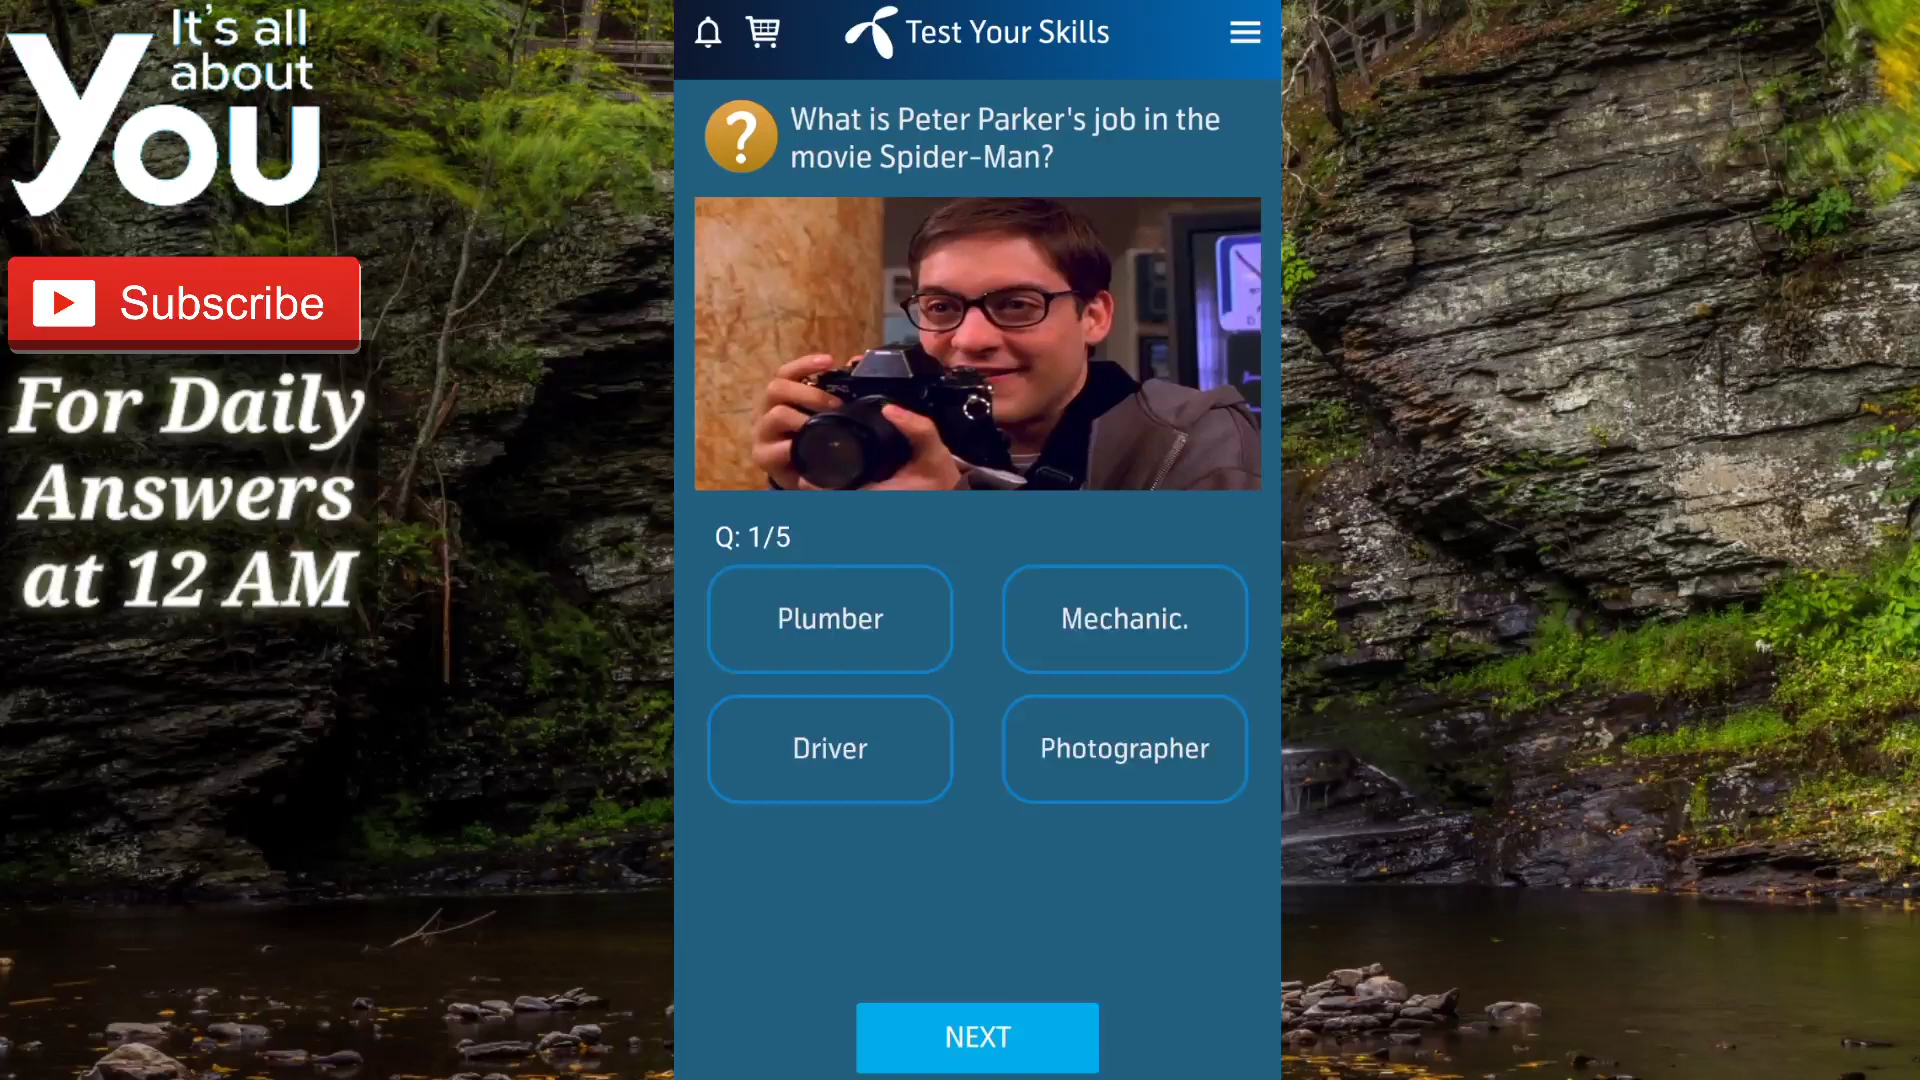 It's all
about
you
Subscribe
For Daily
Answers
at 12 AM
Test Your Skills
What is Peter Parker's job in the
movie Spider-Man?
Q: 1/5
Plumber
Mechanic.
Driver
Photographer
NEXT